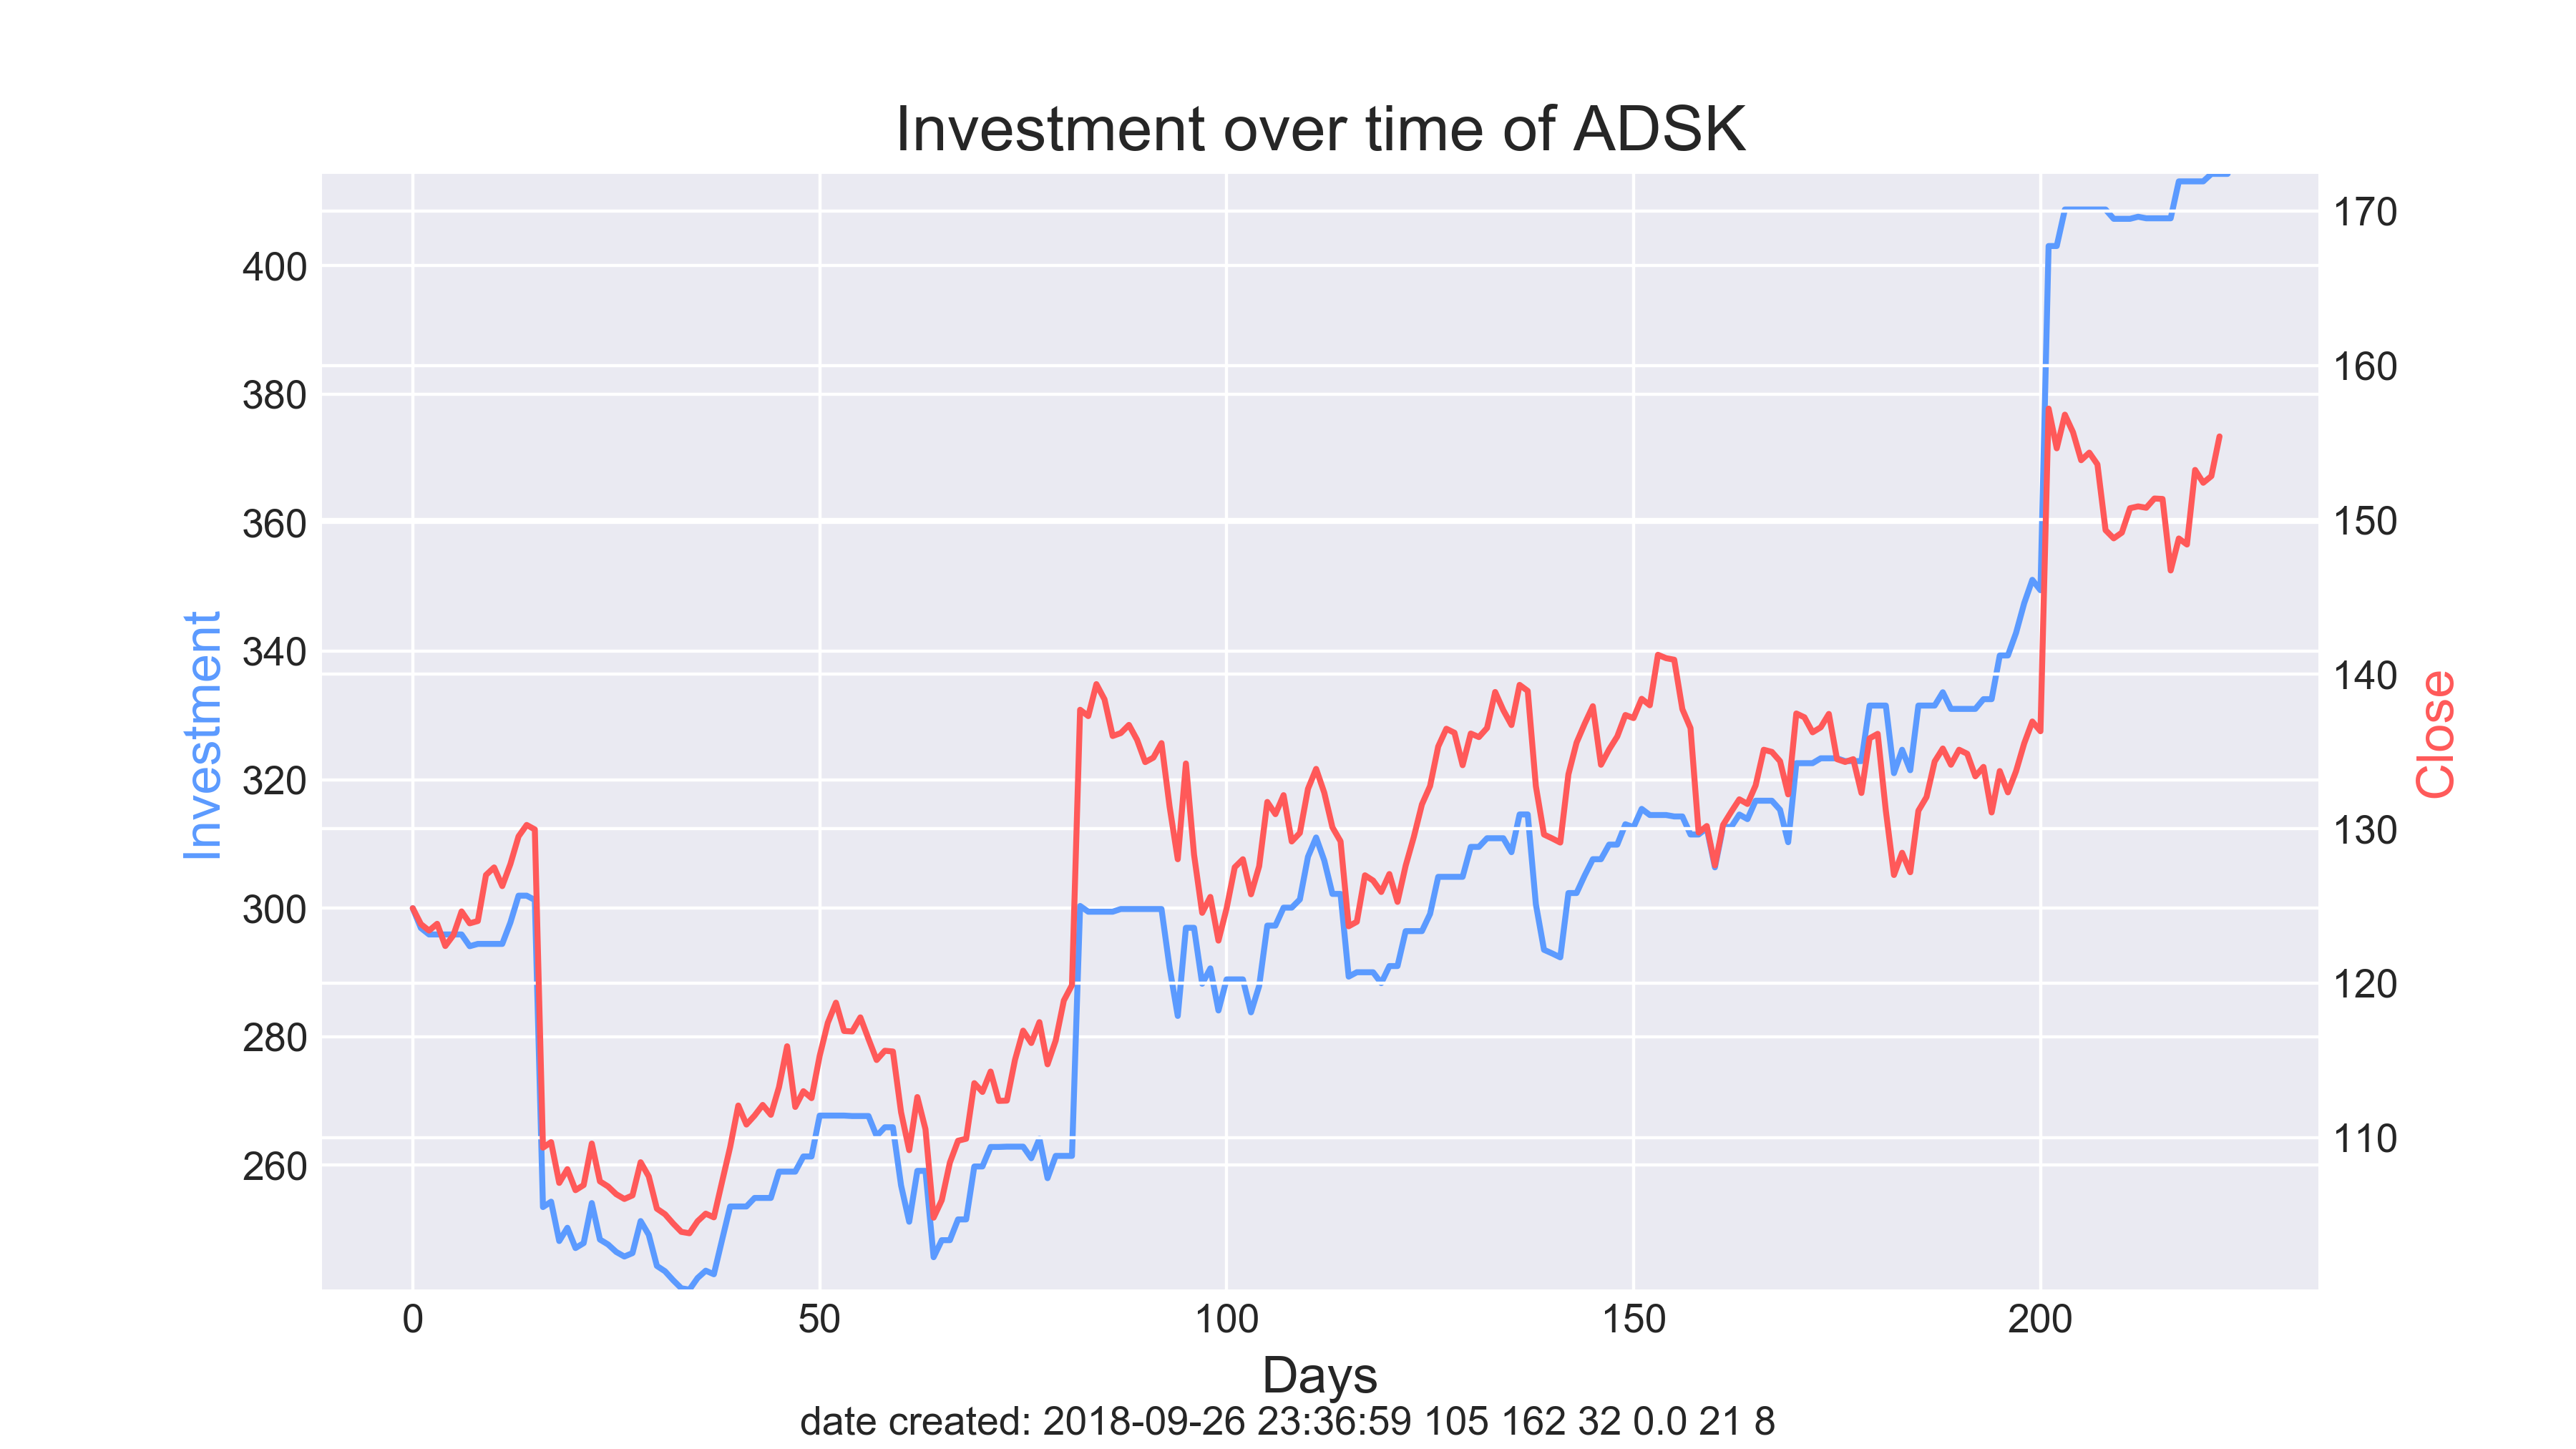 Investment over time of ADSK
400
380
360
340
320
300
280
260
Investment
170
160
150
140
130
120
110
Close
0 50 100 150 200
Days
date created: 2018-09-26 23:36:59 105 162 32 0.0 21 8